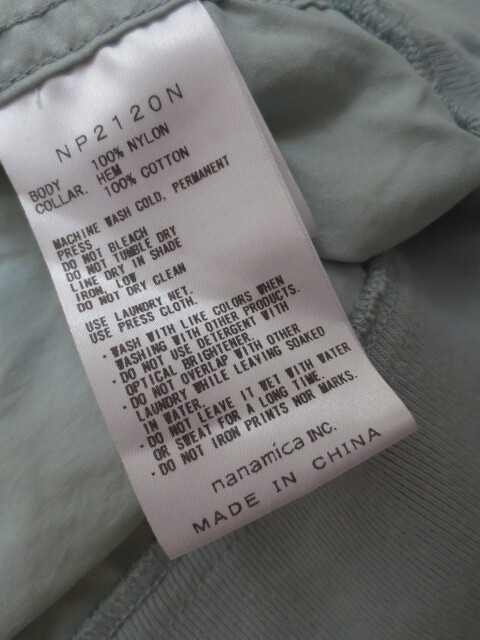 NP2120N
BODY 100% NYLON
COLLAR, HEM
100% COTTON
MACHINE WASH COLD, PERMANENT
PRESS
DO NOT BLEACH
DO NOT TUMBLE DRY
LINE DRY IN SHADE
IRON, LOW
DO NOT DRY CLEAN
USE LAUNDRY NET.
USE PRESS CLOTH.
・WASH WITH LIKE COLORS WHEN
WASHING WITH OTHER PRODUCTS.
・DO NOT USE DETERGENT WITH
OPTICAL BRIGHTENER.
・DO NOT OVERLAP WITH OTHER
LAUNDRY WHILE LEAVING SOAKED
IN WATER.
・DO NOT LEAVE IT WET WITH WATER
OR SWEAT FOR A LONG TIME.
・DO NOT IRON PRINTS NOR MARKS.
nanamica INC.
MADE IN CHINA